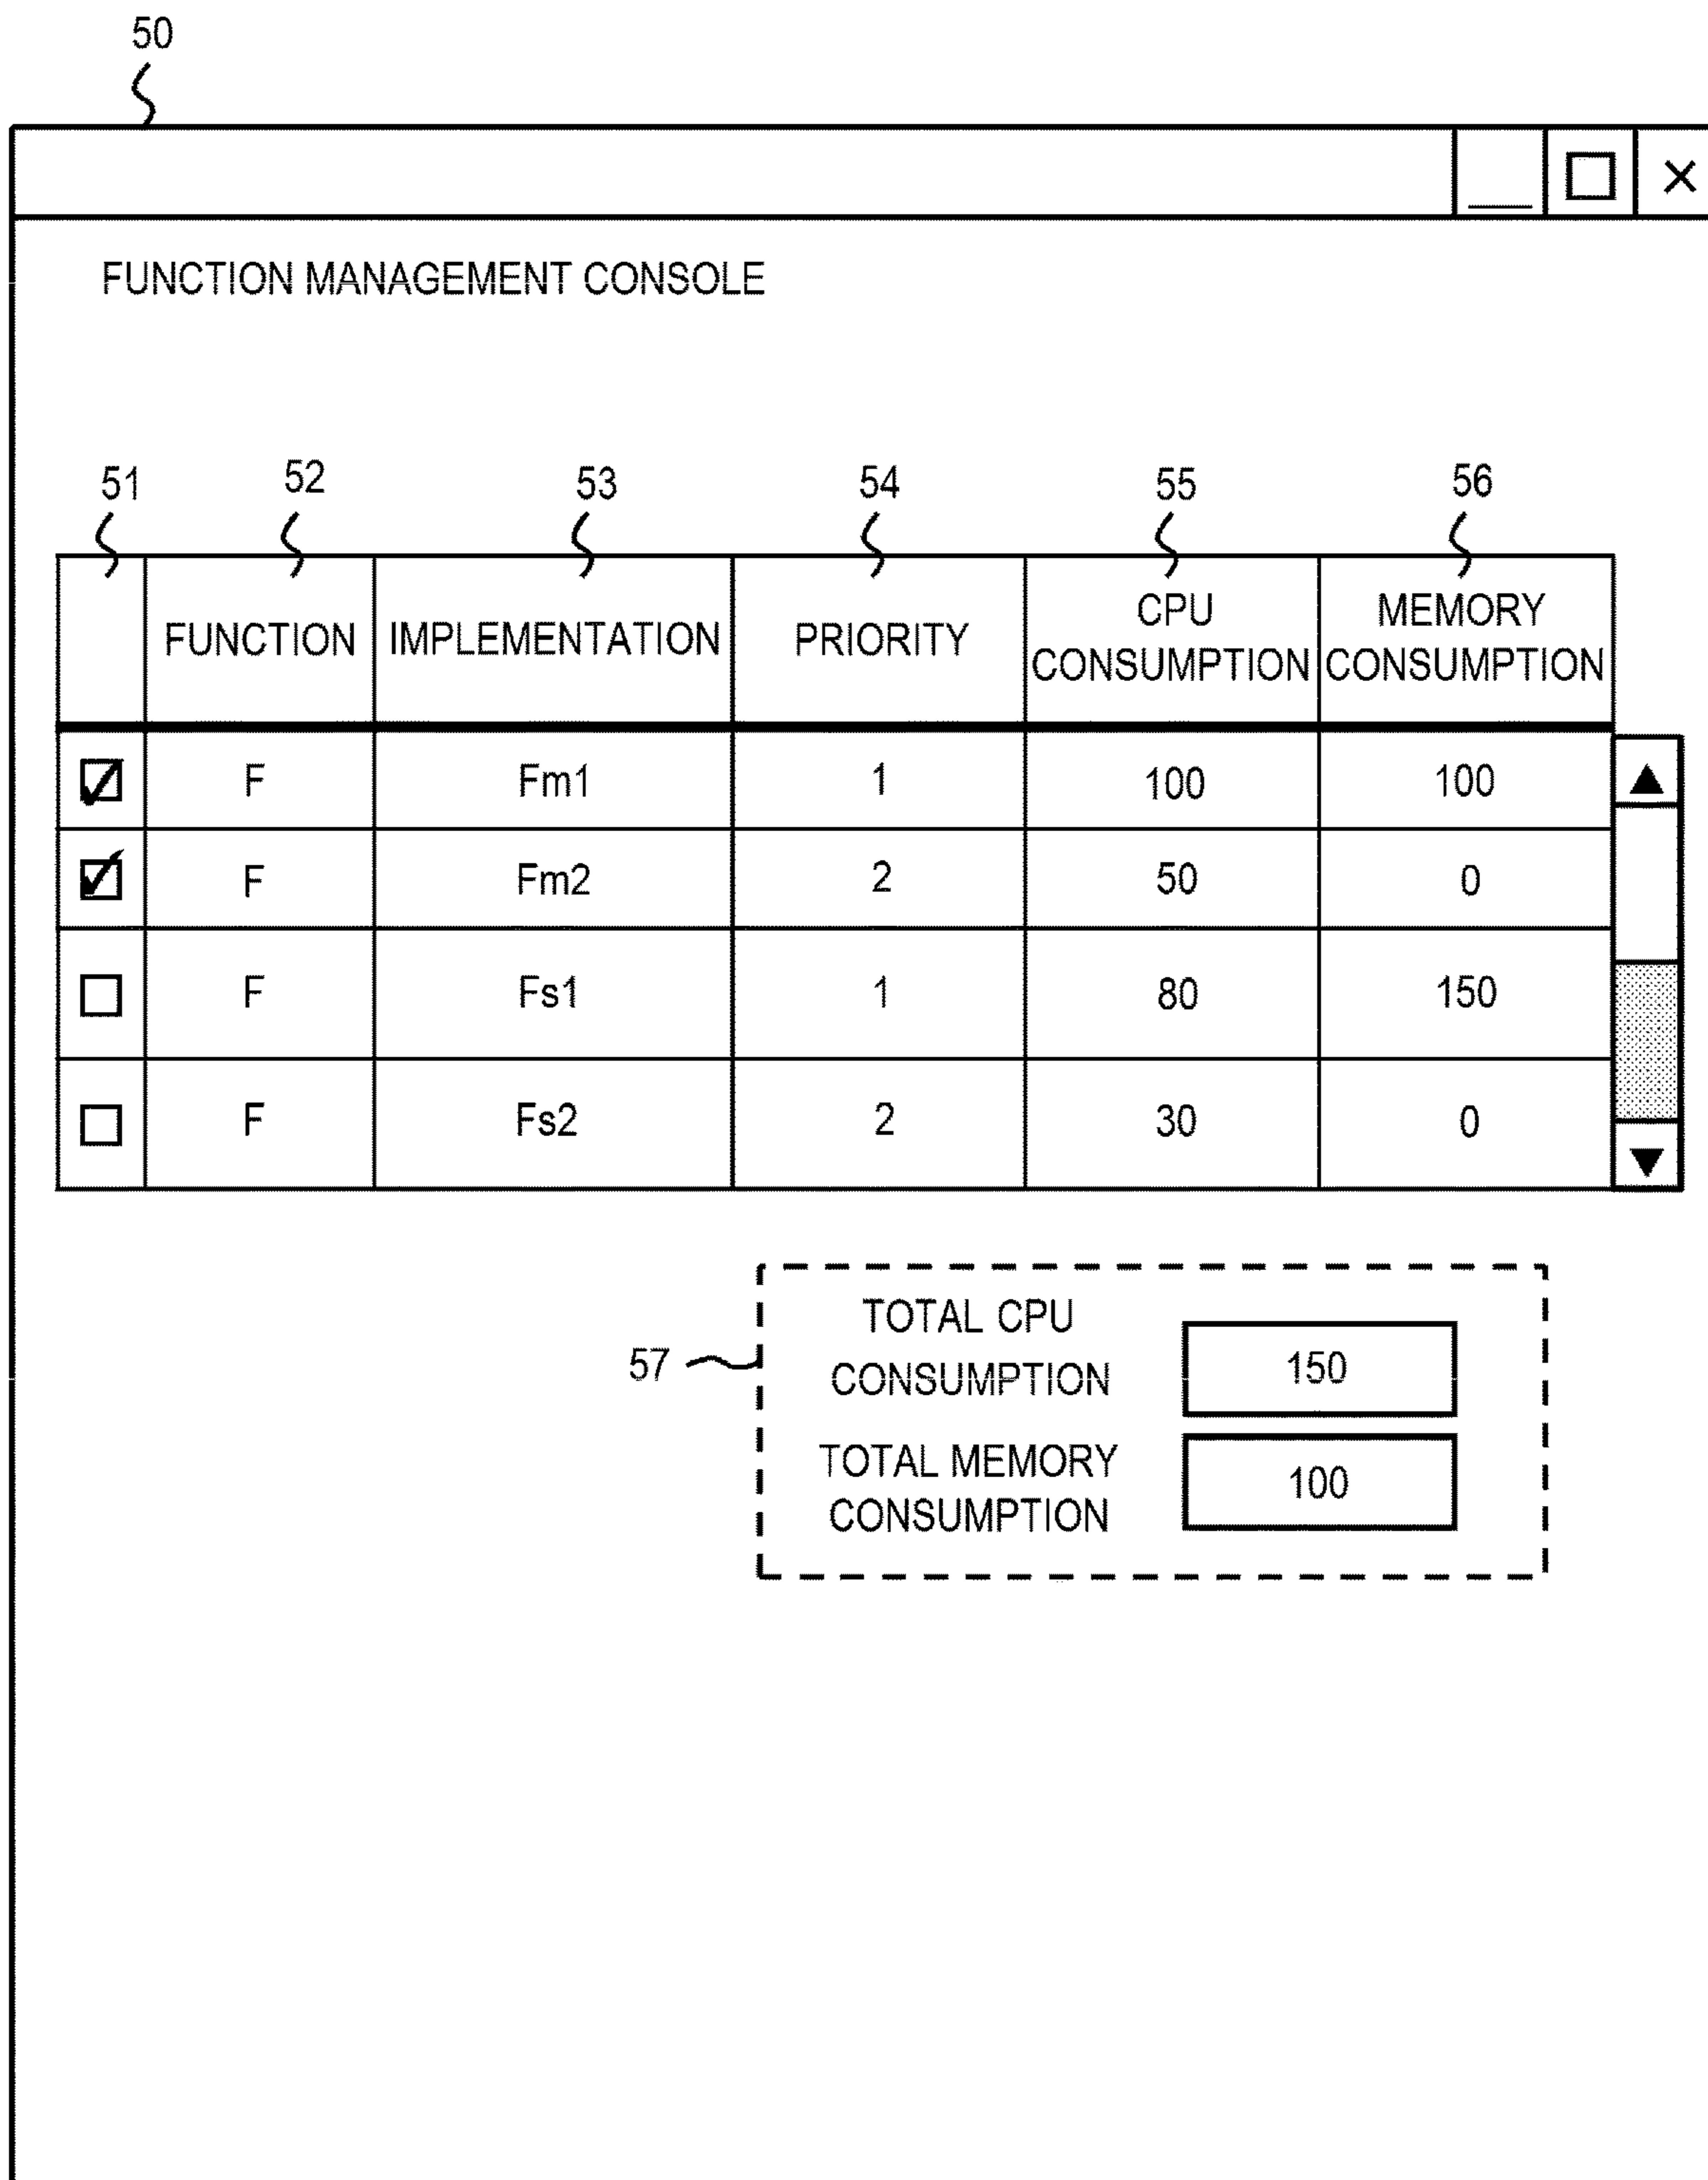 50
FUNCTION MANAGEMENT CONSOLE
51 52 53 54 55 56
FUNCTION IMPLEMENTATION PRIORITY CPU CONSUMPTION MEMORY CONSUMPTION
F Fm1 1 100 100
F Fm2 2 50 0
F Fs1 1 80 150
F Fs2 2 30 0
57
TOTAL CPU
CONSUMPTION 150
TOTAL MEMORY
CONSUMPTION 100